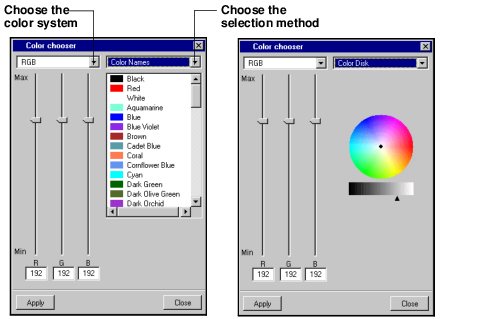 Choose the
color system
Choose the
selection method
Color chooser
RGB
Color Names
Max
Black
Red
White
Aquamarine
Blue
Blue Violet
Brown
Cadet Blue
Coral
Cornflower Blue
Cyan
Dark Green
Dark Olive Green
Dark Orchid
Min
R G B
192 192 192
Apply Close
Color chooser
RGB
Color Disk
Max
Min
R G B
192 192 192
Apply Close